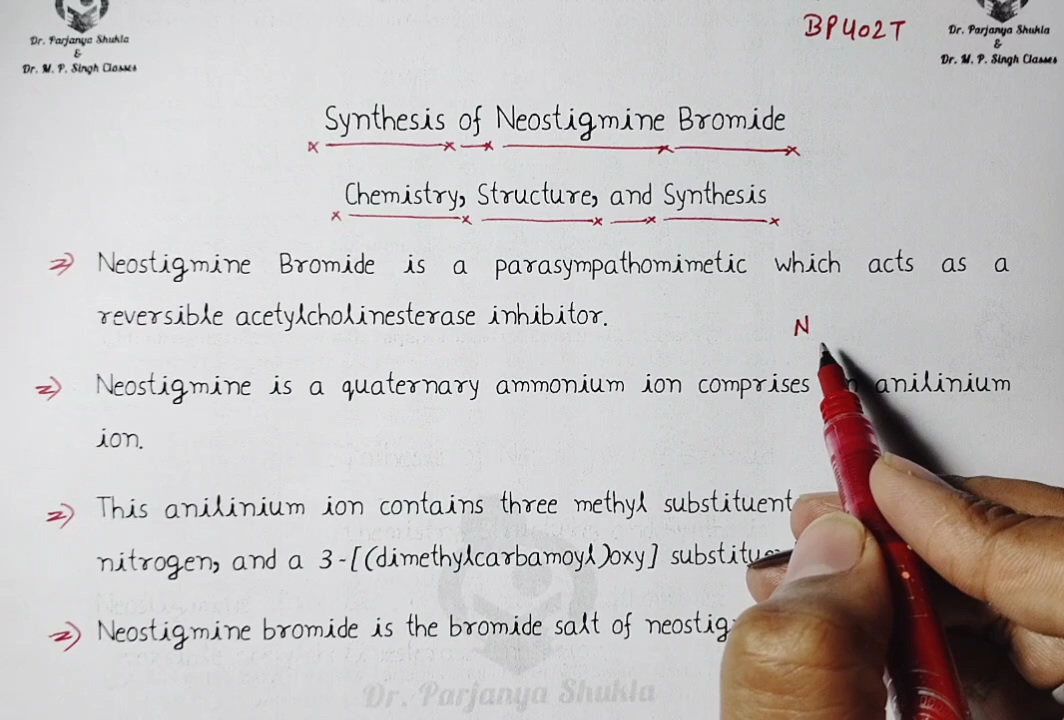 Dr. Parjanya Shukla
&
Dr. M. P. Singh Classes
BP402T
Dr. Parjanya Shukla
&
Dr. M. P. Singh Classes
Synthesis of Neostigmine Bromide
Chemistry, Structure, and Synthesis
Neostigmine Bromide is a parasympathomimetic which acts as a
reversible acetylcholinesterase inhibitor.
N
Neostigmine is a quaternary ammonium ion comprises anilinium
ion.
This anilinium ion contains three methyl substituent
nitrogen, and a 3-[(dimethylcarbamoyl)oxy]
Neostigmine bromide is the bromide salt of
Dr. Parjanya Shukla